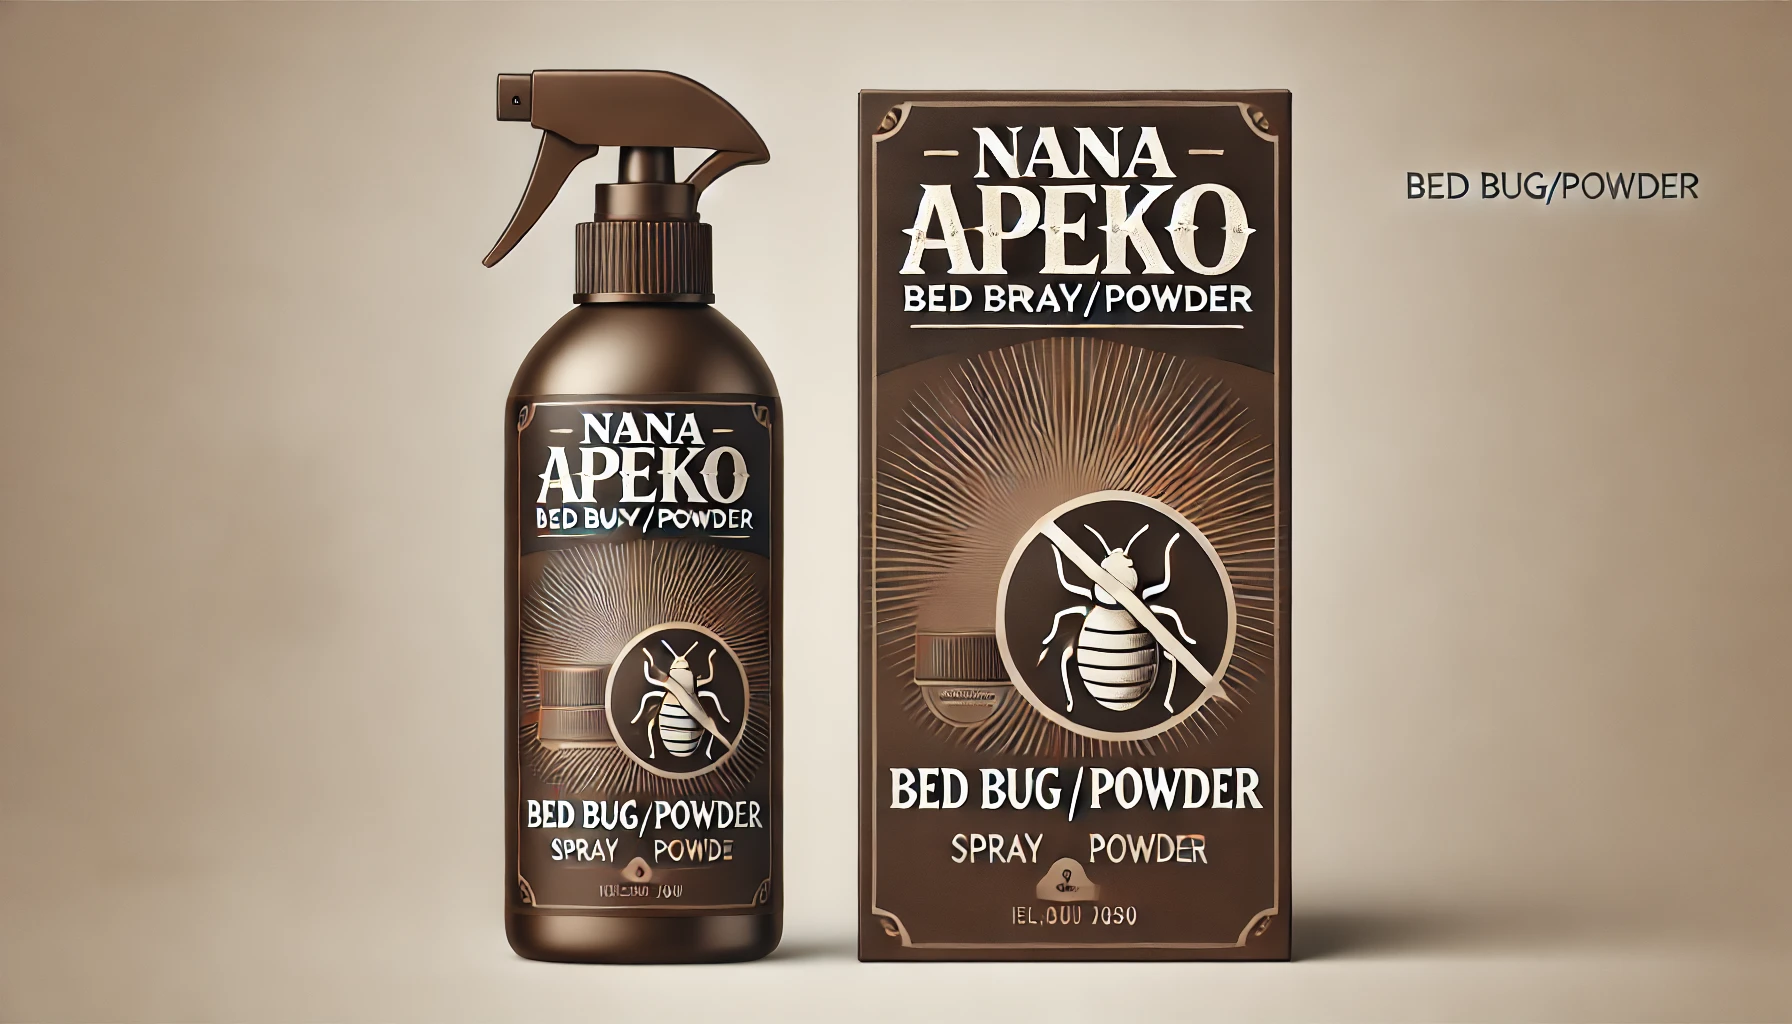 NANA
APEKO
BED BUY/POWDER
BED BUG/POWDER
SPRAY POWDE
NANA
APEKO
BED BRAY/POWDER
BED BUG/POWDER
SPRAY POWDER
BED BUG/POWDER